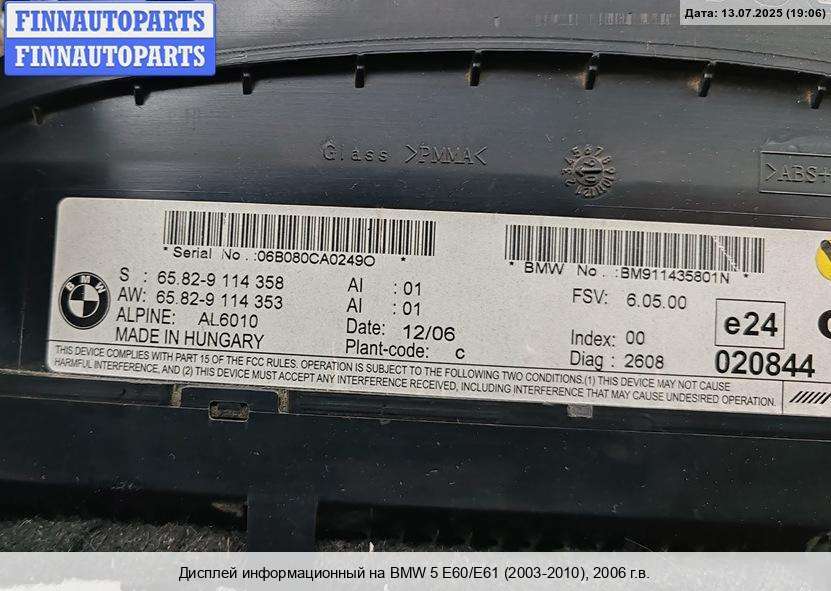 FINNAUTOPARTS
FINNAUTOPARTS
Дата: 13.07.2025 (19:06)
Glass >PMMA<
>ABS+
* Serial No.:06B080CA0249O *
* BMW No.:BM911435801N *
BMW
S : 65.82-9 114 358
AW: 65.82-9 114 353
ALPINE: AL6010
MADE IN HUNGARY
AI : 01
AI : 01
Date: 12/06
Plant-code: c
FSV: 6.05.00
Index: 00
Diag : 2608
e24
020844
THIS DEVICE COMPLIES WITH PART 15 OF THE FCC RULES. OPERATION IS SUBJECT TO THE FOLLOWING TWO CONDITIONS.(1) THIS DEVICE MAY NOT CAUSE
HARMFUL INTERFERENCE, AND (2) THIS DEVICE MUST ACCEPT ANY INTERFERENCE RECEIVED, INCLUDING INTERFERENCE THAT MAY CAUSE UNDESIRED OPERATION.
Дисплей информационный на BMW 5 E60/E61 (2003-2010), 2006 г.в.